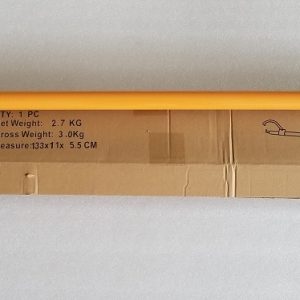 TY: 1 PC
et Weight: 2.7 KG
ross Weight: 3.0Kg
easure:133x11x 5.5 CM